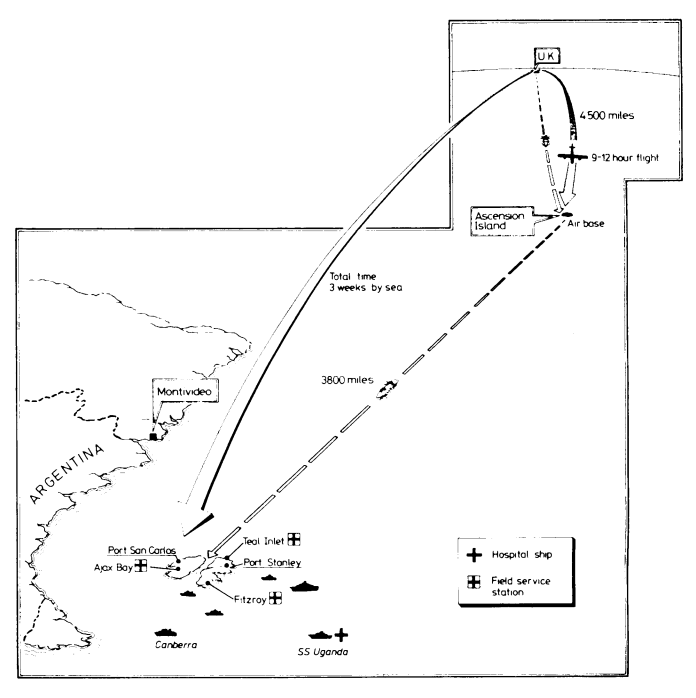 UK
4500 miles
9-12 hour flight
Ascension
Island
Air base
Total time
3 weeks by sea
3800 miles
Montivideo
ARGENTINA
Teal Inlet
Port San Carlos
Ajax Bay
Port Stanley
Fitzroy
Canberra
SS Uganda
Hospital ship
Field service
station